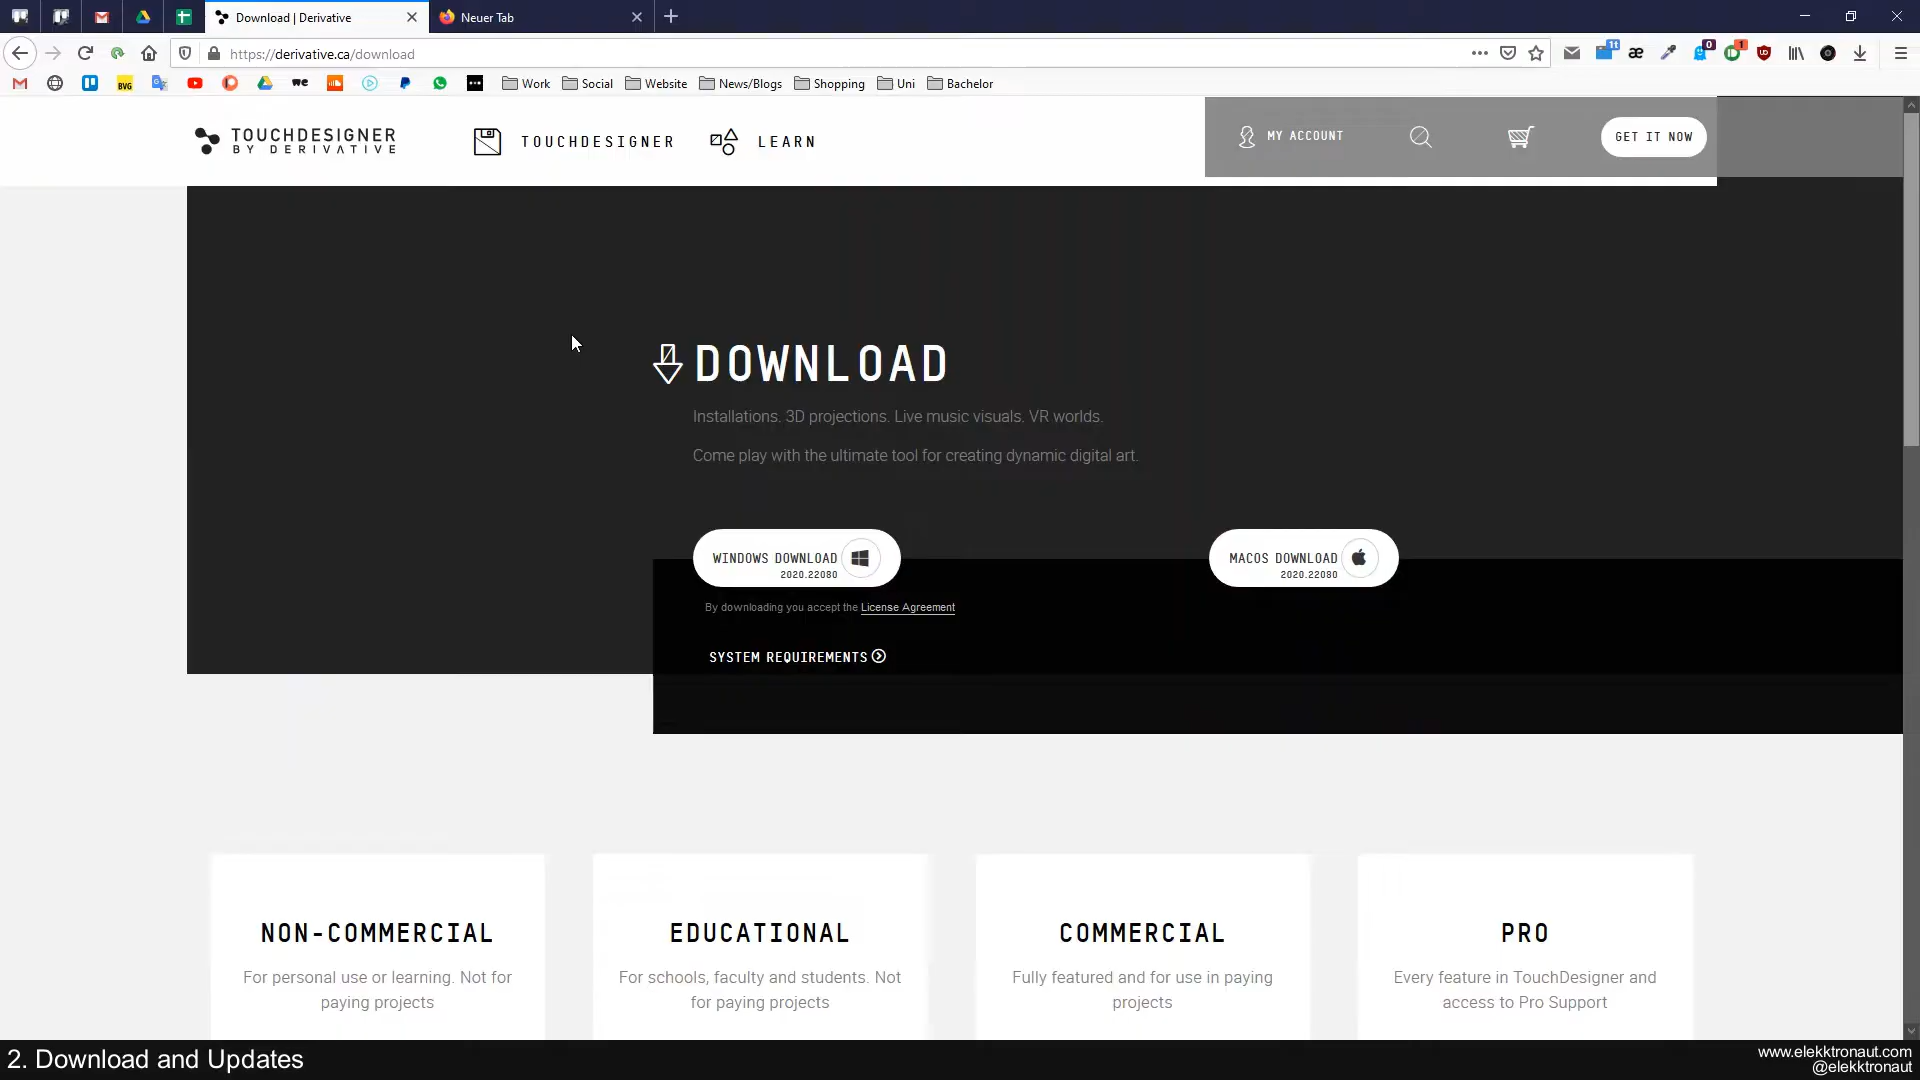 Download | Derivative
Neuer Tab
https://derivative.ca/download
1t
æ
0
1
BVG
we
Work
Social
Website
News/Blogs
Shopping
Uni
Bachelor
TOUCHDESIGNER
BY DERIVATIVE
TOUCHDESIGNER
LEARN
MY ACCOUNT
GET IT NOW
DOWNLOAD
Installations. 3D projections. Live music visuals. VR worlds.
Come play with the ultimate tool for creating dynamic digital art.
WINDOWS DOWNLOAD
2020.22080
MACOS DOWNLOAD
2020.22080
By downloading you accept the License Agreement
SYSTEM REQUIREMENTS
NON-COMMERCIAL
For personal use or learning. Not for
paying projects
EDUCATIONAL
For schools, faculty and students. Not
for paying projects
COMMERCIAL
Fully featured and for use in paying
projects
PRO
Every feature in TouchDesigner and
access to Pro Support
2. Download and Updates
www.elekktronaut.com
@elekktronaut